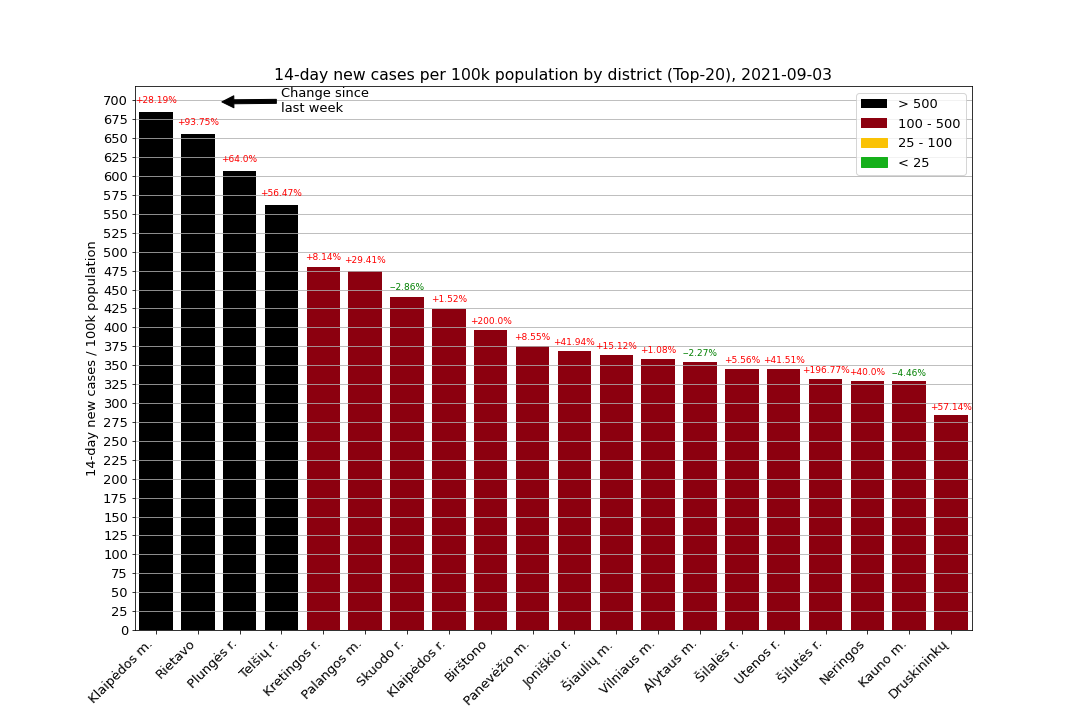 14-day new cases per 100k population by district (Top-20), 2021-09-03
Change since
last week
> 500
100 - 500
25 - 100
< 25
14-day new cases / 100k population
700
675
650
625
600
575
550
525
500
475
450
425
400
375
350
325
300
275
250
225
200
175
150
125
100
75
50
25
0
+28.19%
+93.75%
+64.0%
+56.47%
+8.14%
+29.41%
−2.86%
+1.52%
+200.0%
+8.55%
+41.94%
+15.12%
+1.08%
−2.27%
+5.56%
+41.51%
+196.77%
+40.0%
−4.46%
+57.14%
Klaipėdos m.
Rietavo
Plungės r.
Telšių r.
Kretingos r.
Palangos m.
Skuodo r.
Klaipėdos r.
Birštono
Panevėžio m.
Joniškio r.
Šiaulių m.
Vilniaus m.
Alytaus m.
Šilalės r.
Utenos r.
Šilutės r.
Neringos
Kauno m.
Druskininkų